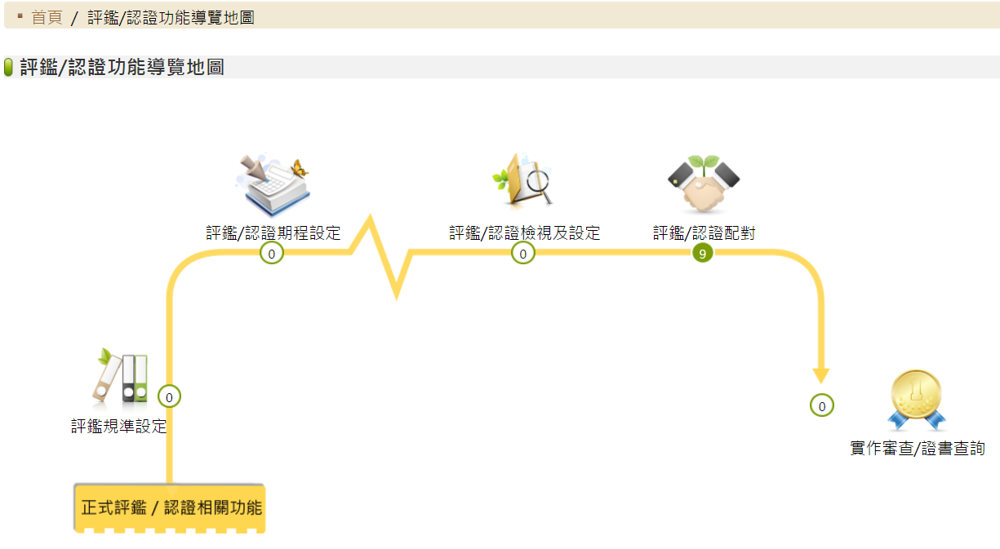 首頁 / 評鑑/認證功能導覽地圖
評鑑/認證功能導覽地圖
評鑑/認證期程設定
0
評鑑/認證檢視及設定
0
評鑑/認證配對
9
評鑑規準設定
0
0
實作審查/證書查詢
正式評鑑 / 認證相關功能